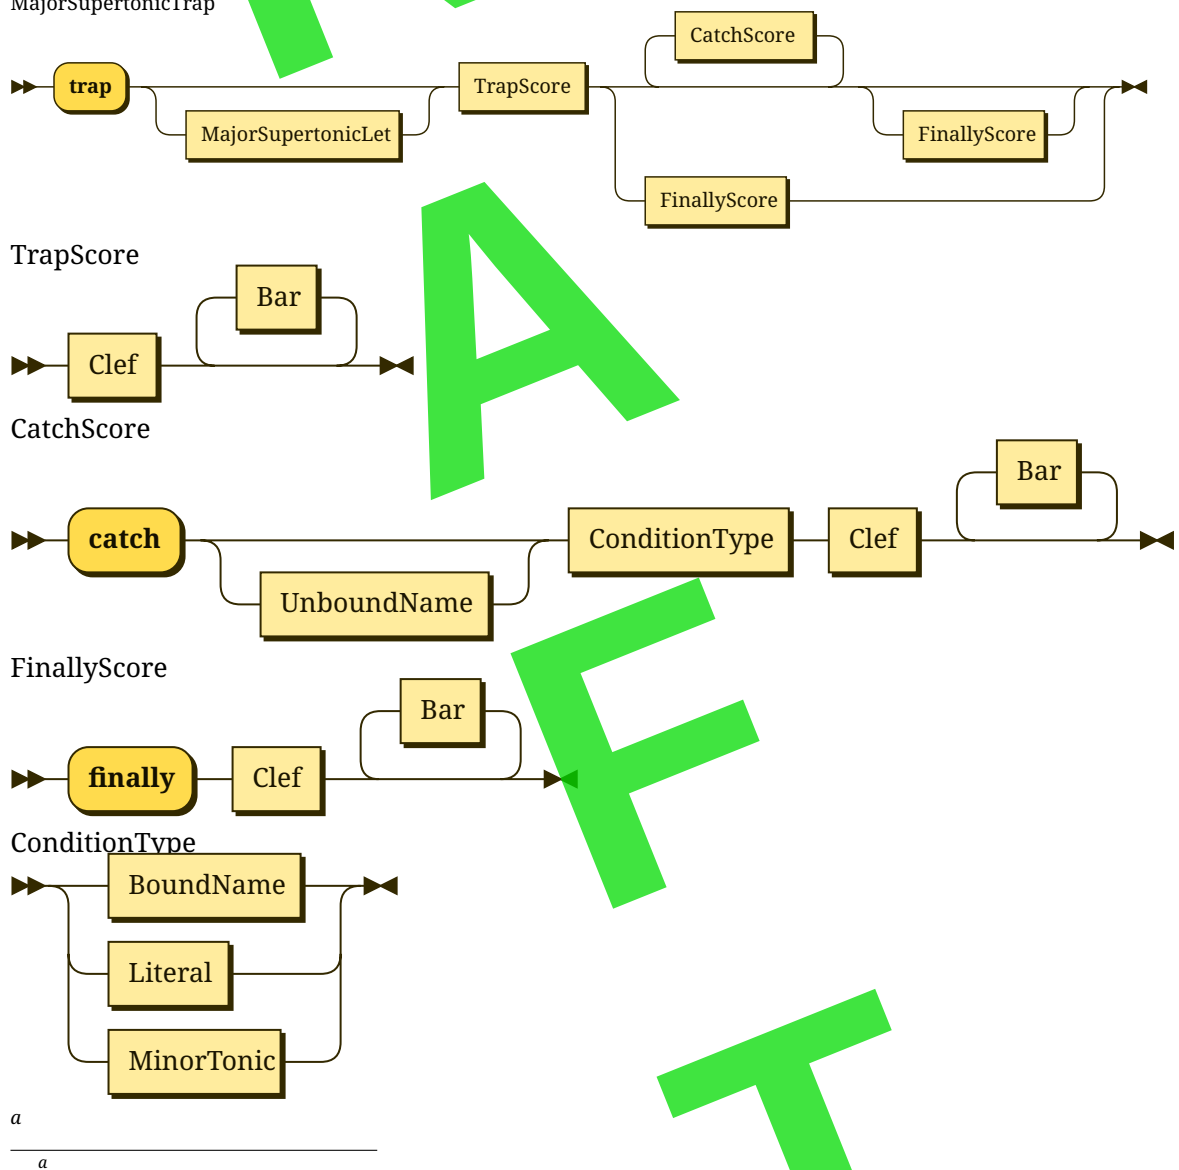 MajorSupertonicTrap
CatchScore
trap TrapScore
MajorSupertonicLet FinallyScore
FinallyScore
TrapScore
Bar
Clef
CatchScore
Bar
catch ConditionType Clef
UnboundName
FinallyScore
Bar
finally Clef
ConditionType
BoundName
Literal
MinorTonic
a
a
A
F
T